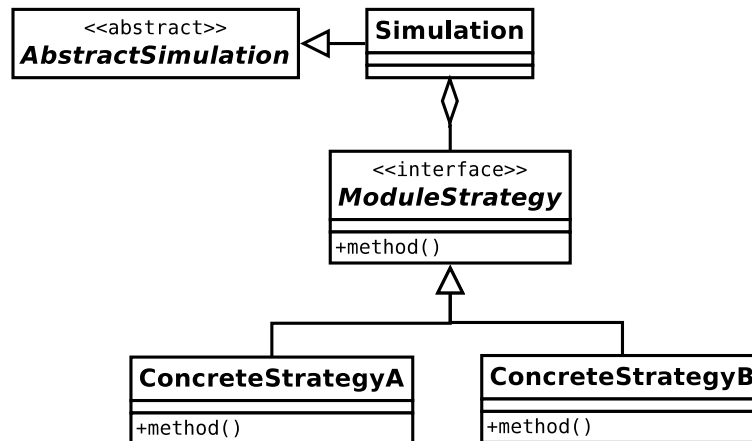 <<abstract>>
AbstractSimulation
Simulation
<<interface>>
ModuleStrategy
+method()
ConcreteStrategyA
+method()
ConcreteStrategyB
+method()